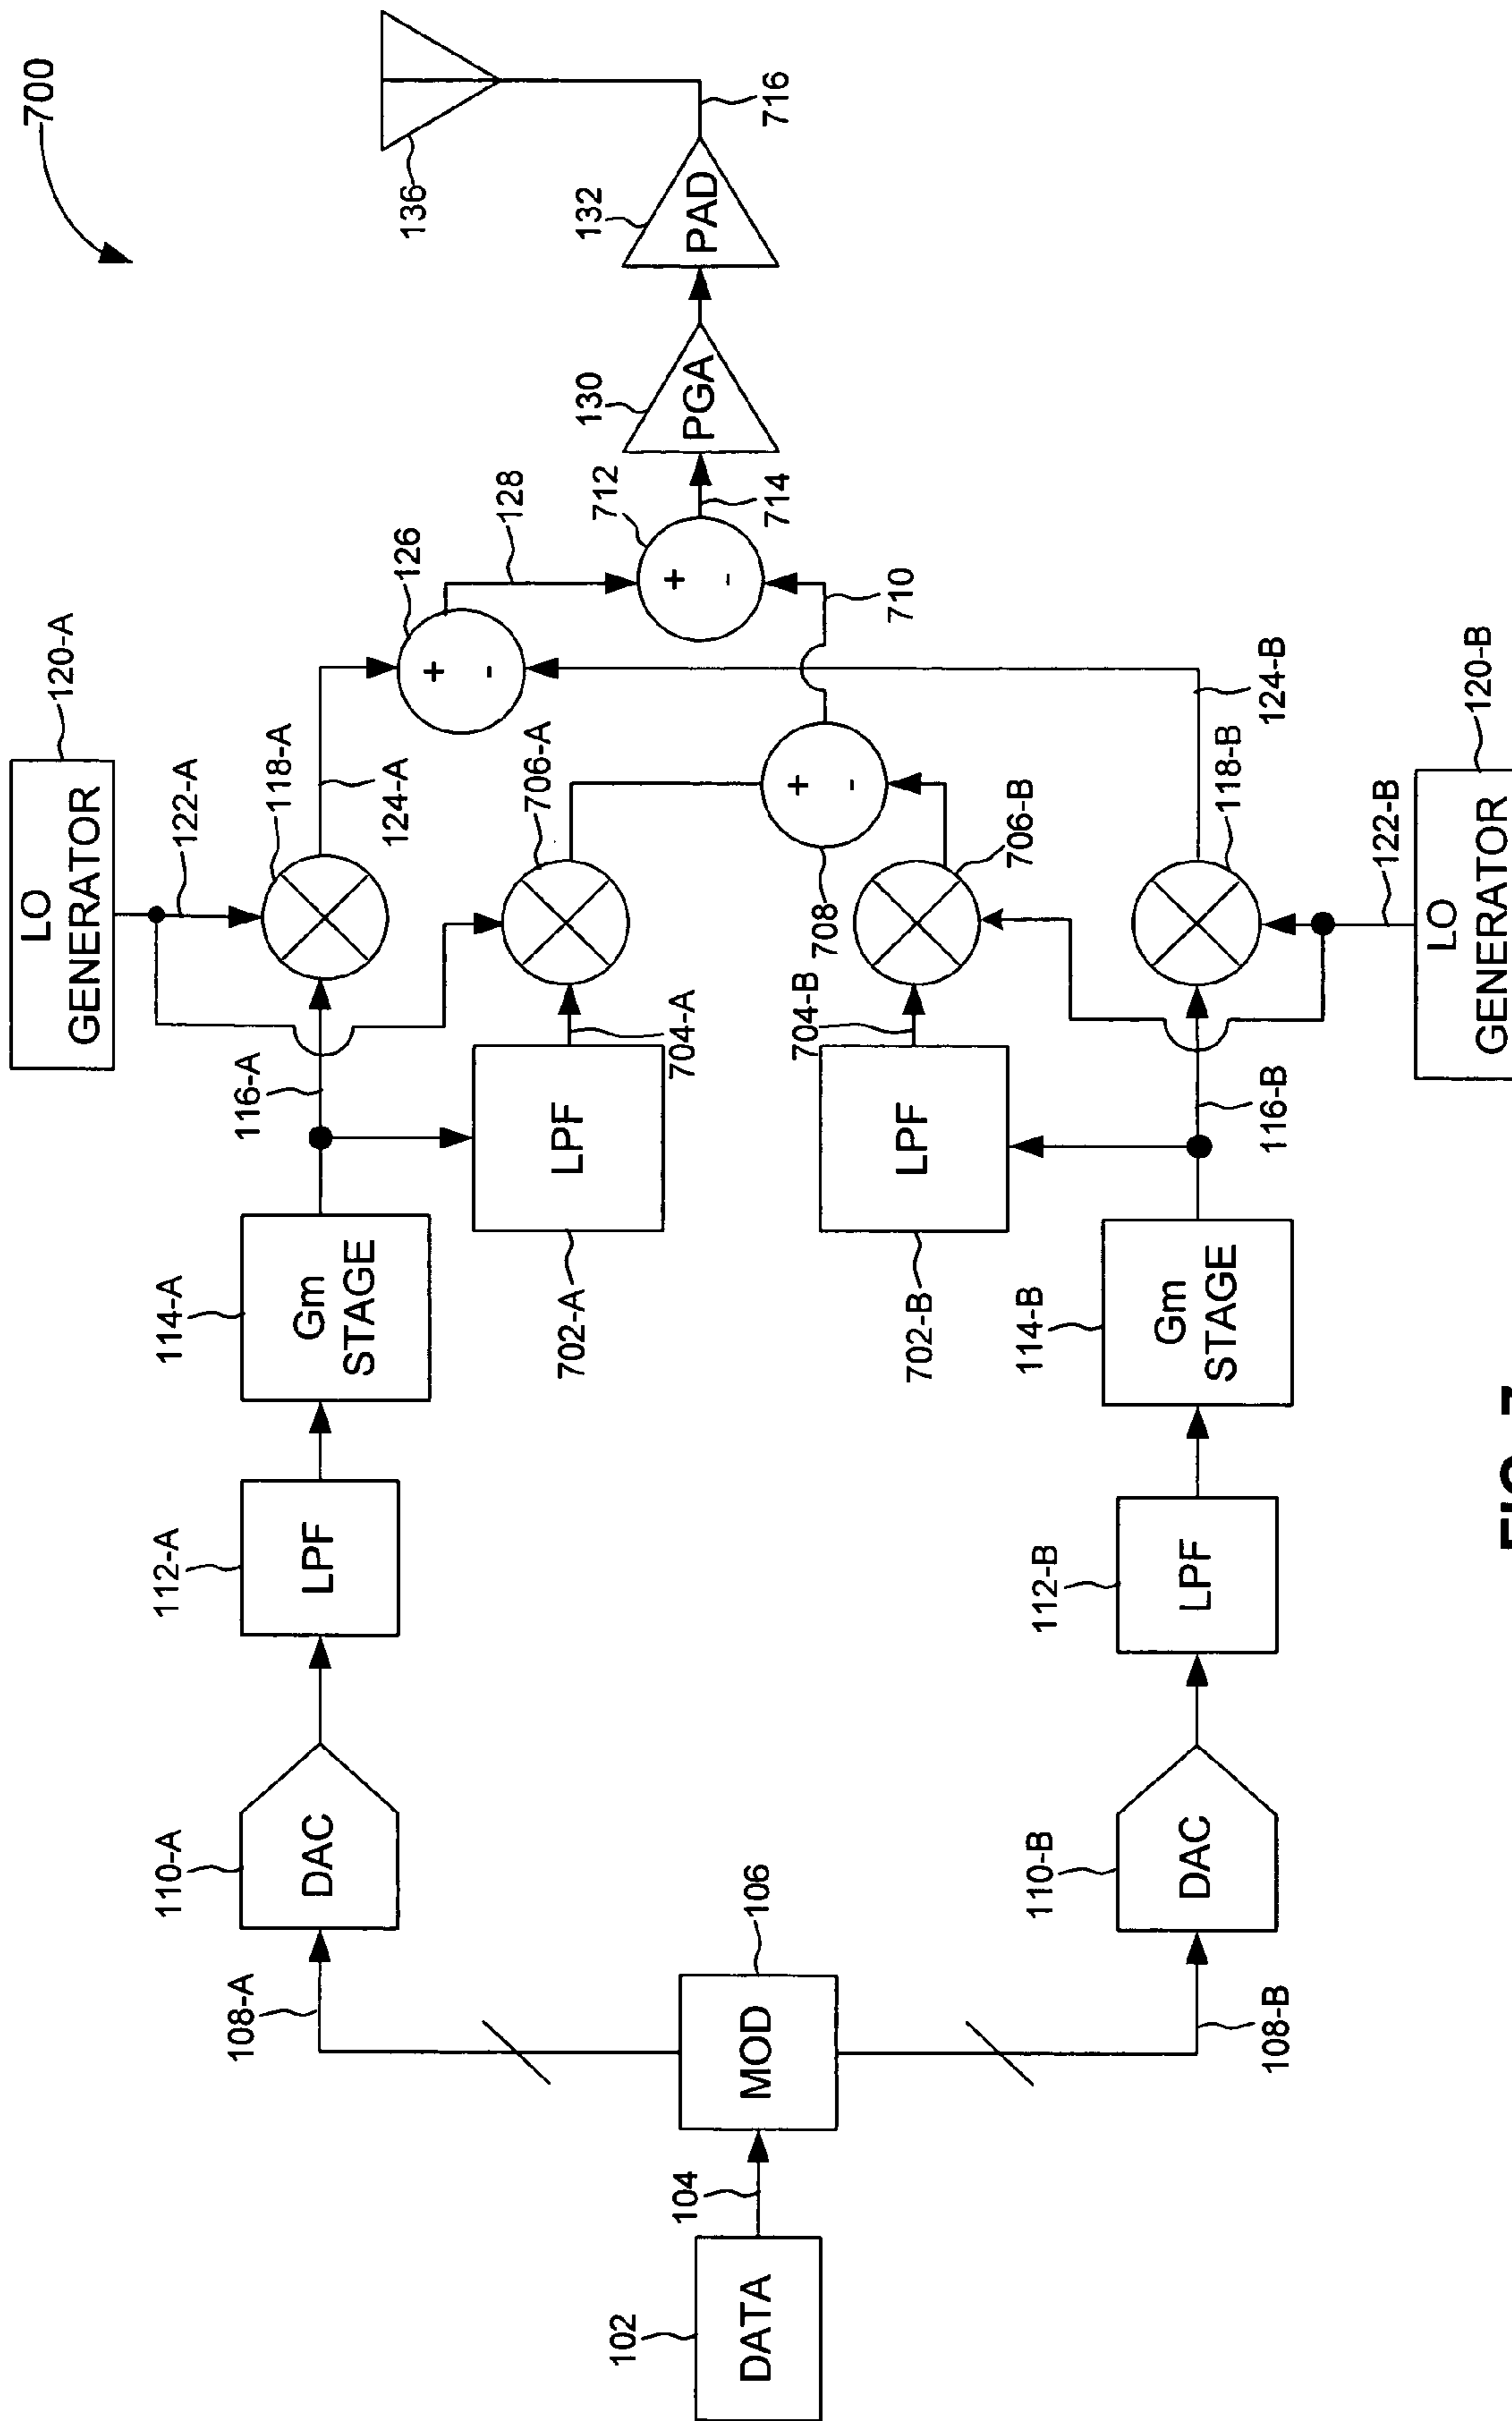 700
LO
GENERATOR
120-A
122-A
118-A
124-A
126
128
136
116-A
706-A
712
130
PGA
132
PAD
716
714
+
-
+
-
710
114-A
Gm
STAGE
LPF
702-A
704-A
112-A
LPF
110-A
DAC
108-A
+
-
708
706-B
704-B
LPF
702-B
102
DATA
104
MOD
106
108-B
110-B
DAC
112-B
LPF
114-B
Gm
STAGE
116-B
118-B
124-B
122-B
LO
GENERATOR
120-B